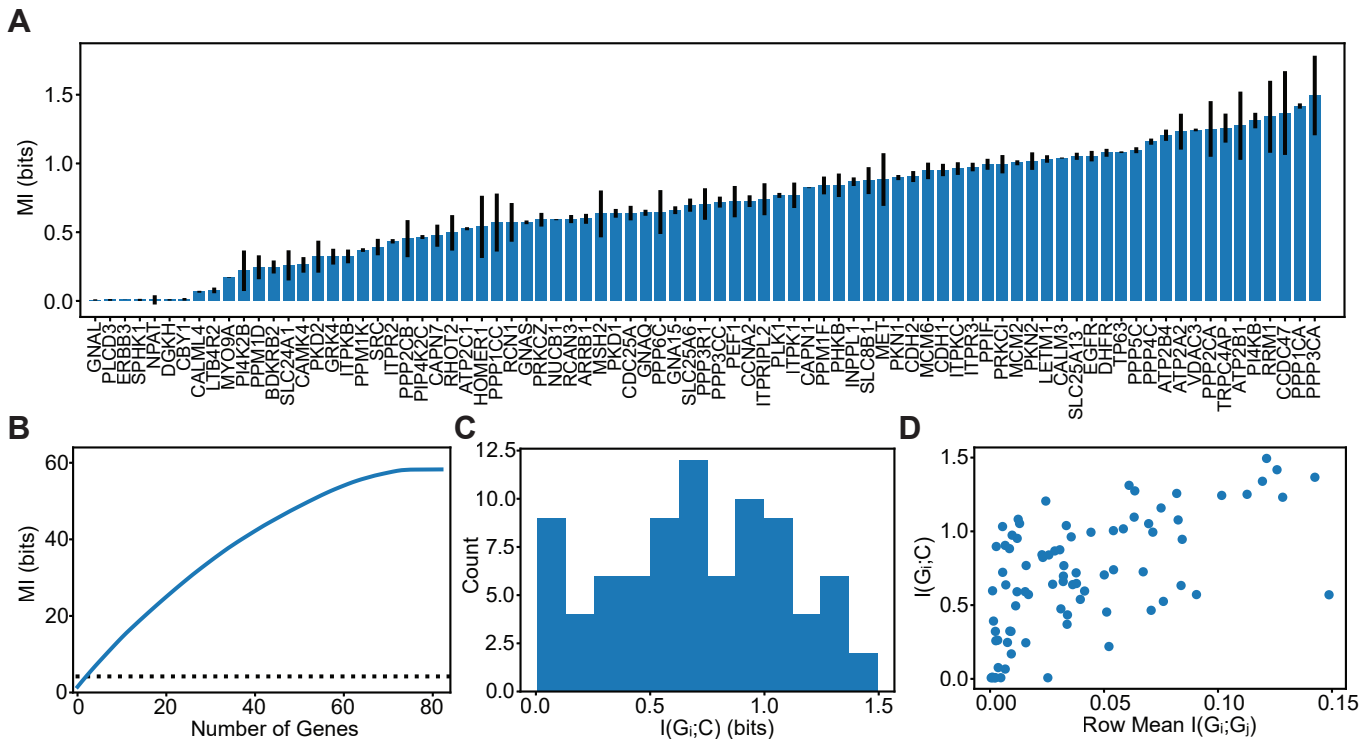 A
MI (bits)
1.5
1.0
0.5
0.0
GNAL PLCD3 ERBB3 SPHK1 NPAT DGKH CBY1 CALML4 LTB4R2 MYO9A PI4K2B PPM1D BDKRB2 SLC24A1 CAMK4 PKD2 GRK4 ITPKB PPM1K SRC ITPR2 PPP2CB PIP4K2C CAPN7 RHOT2 ATP2C1 HOMER1 PPP1CC RCN1 GNAS PRKCZ NUCB1 RCAN3 ARRB1 MSH2 PKD1 CDC25A GNAQ PPP6C GNA15 SLC25A6 PPP3R1 PPP3CC PEF1 CCNA2 ITPRIPL2 PLK1 ITPK1 CAPN1 PPM1F PHKB INPPL1 SLC8B1 MET PKN1 CDH2 MCM6 CDH1 ITPKC ITPR3 PPIF PRKCI MCM2 PKN2 LETM1 CALM3 SLC25A13 EGFR DHFR TP63 PPP5C PPP4C ATP2B4 ATP2A2 VDAC3 PPP2CA TRPC4AP ATP2B1 PI4KB RRM1 CCDC47 PPP1CA PPP3CA
B
MI (bits)
60
40
20
0
0 20 40 60 80
Number of Genes
C
Count
12.5
10.0
7.5
5.0
2.5
0.0
0.0 0.5 1.0 1.5
I(Gᵢ;C) (bits)
D
I(Gᵢ;C)
1.5
1.0
0.5
0.0
0.00 0.05 0.10 0.15
Row Mean I(Gᵢ;Gⱼ)